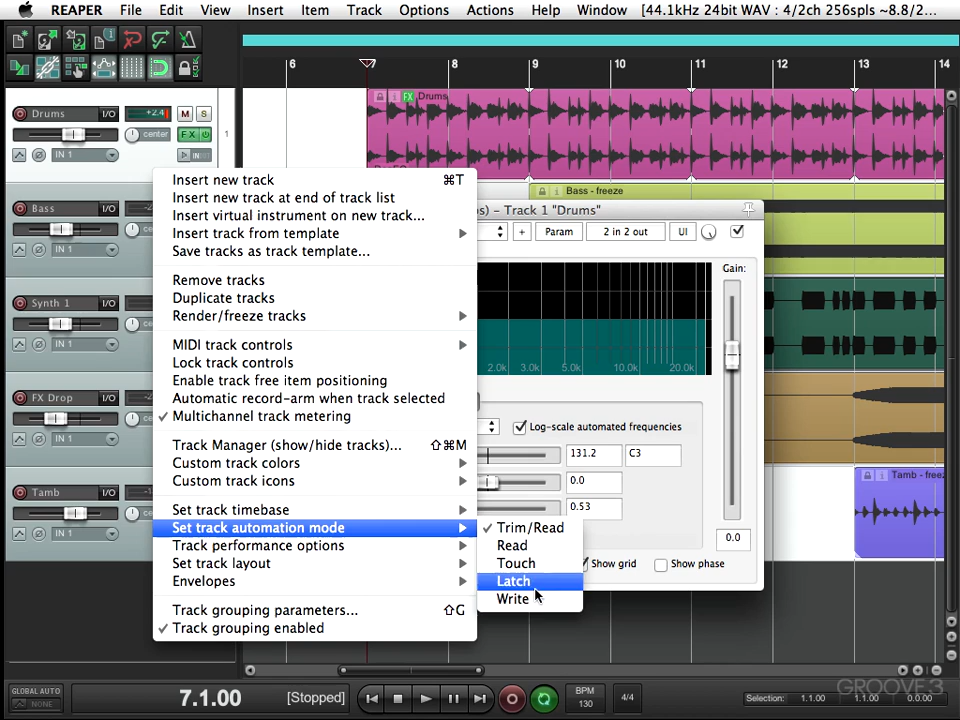 REAPER File Edit View Insert Item Track Options Actions Help Window [44.1kHz 24bit WAV : 4/2ch 256spls ~8.8/2...
6 7 8 9 10 11 12 13 14
Drums I/O +2.4 M S
center FX
IN 1 IN
1
FX Drums
Bass I/O
IN 1
Bass - freeze
Synth 1 I/O
IN 1
FX Drop I/O
IN 1
Tamb I/O
IN 1
Tamb - freeze
Insert new track ⌘T
Insert new track at end of track list
Insert virtual instrument on new track...
Insert track from template
Save tracks as track template...
Remove tracks
Duplicate tracks
Render/freeze tracks
MIDI track controls
Lock track controls
Enable track free item positioning
Automatic record-arm when track selected
✓ Multichannel track metering
Track Manager (show/hide tracks)... ⇧⌘M
Custom track colors
Custom track icons
Set track timebase
Set track automation mode
Track performance options
Set track layout
Envelopes
Track grouping parameters... ⇧G
✓ Track grouping enabled
✓ Trim/Read
Read
Touch
Latch
Write
s) - Track 1 "Drums"
+ Param 2 in 2 out UI
Gain:
2.0k 3.0k 5.0k 10.0k 20.0k
Log-scale automated frequencies
131.2 C3
0.0
0.53
Show grid Show phase
0.0
GLOBAL AUTO
NONE
7.1.00 [Stopped]
BPM
130
4/4
Selection: 1.1.00 1.1.00 0.0.00
GROOVE3